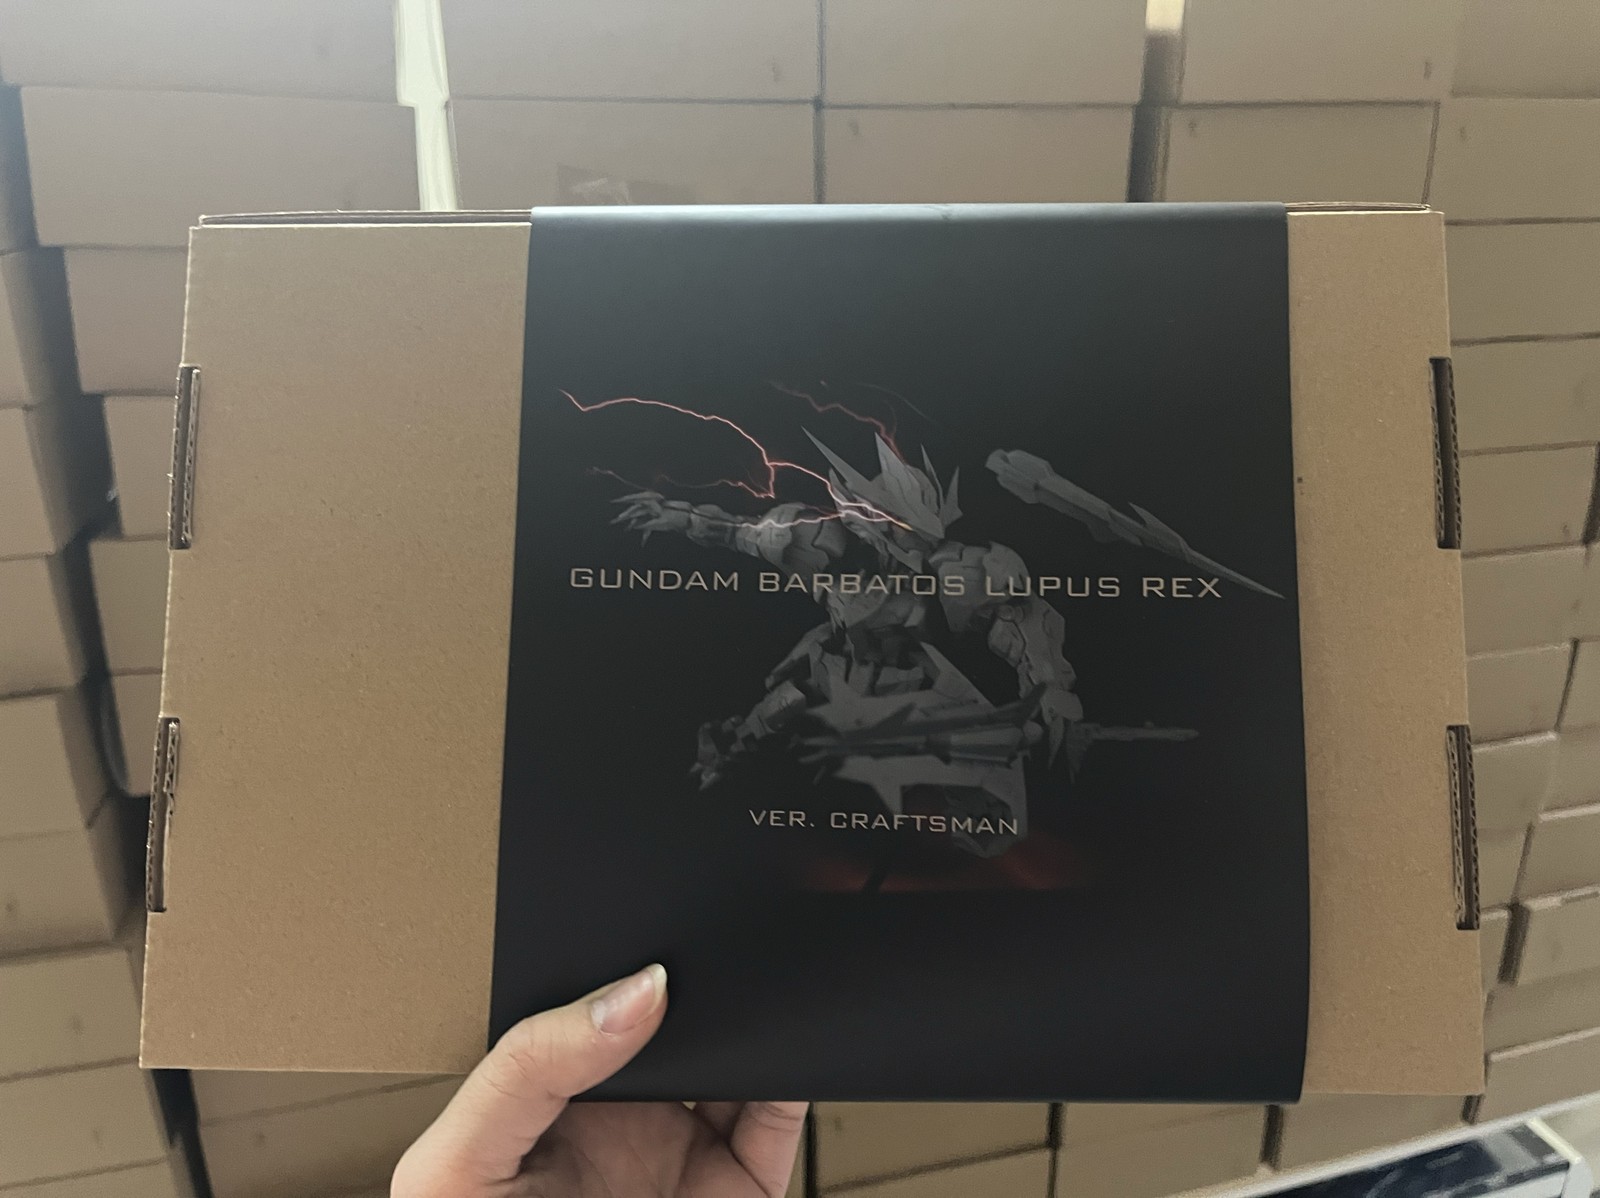 GUNDAM BARBATOS LUPUS REX
VER. CRAFTSMAN